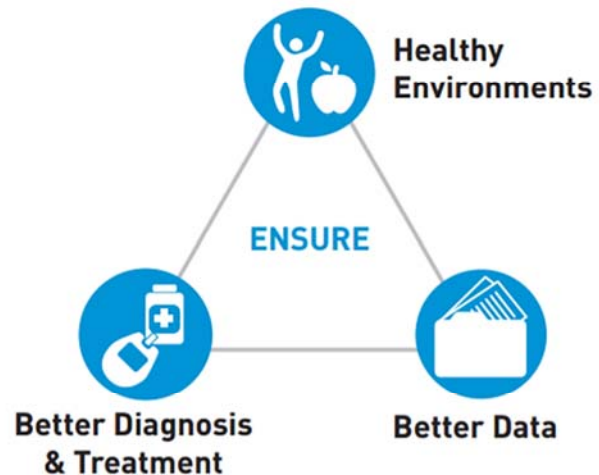 Healthy
Environments
ENSURE
Better Diagnosis
& Treatment
Better Data